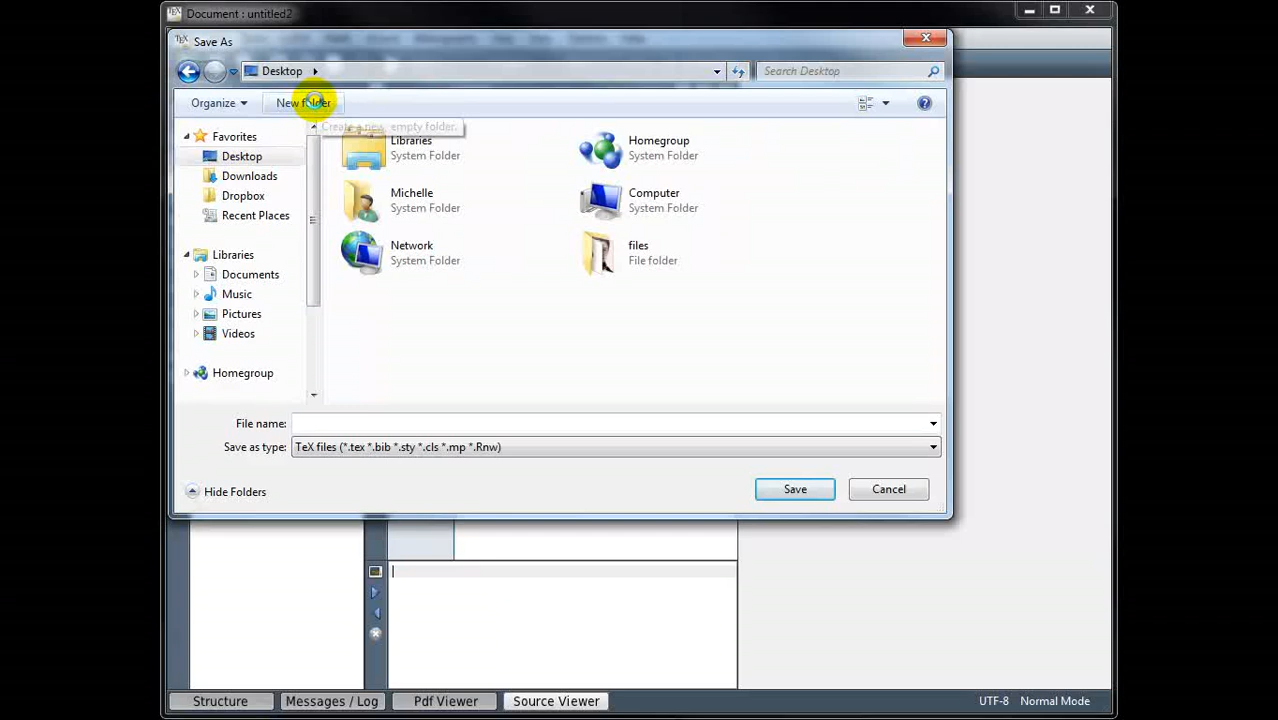 Document : untitled2
Save As
Desktop
Search Desktop
Organize
New folder
Create a new, empty folder.
Favorites
Desktop
Downloads
Dropbox
Recent Places
Libraries
Documents
Music
Pictures
Videos
Homegroup
Libraries
System Folder
Homegroup
System Folder
Michelle
System Folder
Computer
System Folder
Network
System Folder
files
File folder
File name:
Save as type: TeX files (*.tex *.bib *.sty *.cls *.mp *.Rnw)
Hide Folders
Save
Cancel
Structure
Messages / Log
Pdf Viewer
Source Viewer
UTF-8
Normal Mode